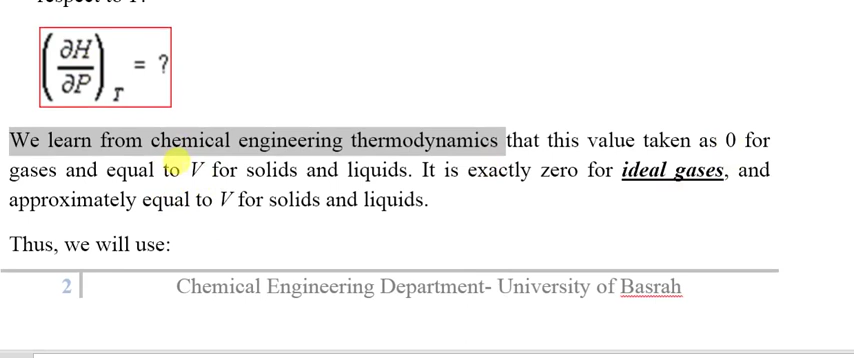 (∂H/∂P)_T = ?
We learn from chemical engineering thermodynamics that this value taken as 0 for
gases and equal to V for solids and liquids. It is exactly zero for ideal gases, and
approximately equal to V for solids and liquids.
Thus, we will use:
2 Chemical Engineering Department- University of Basrah